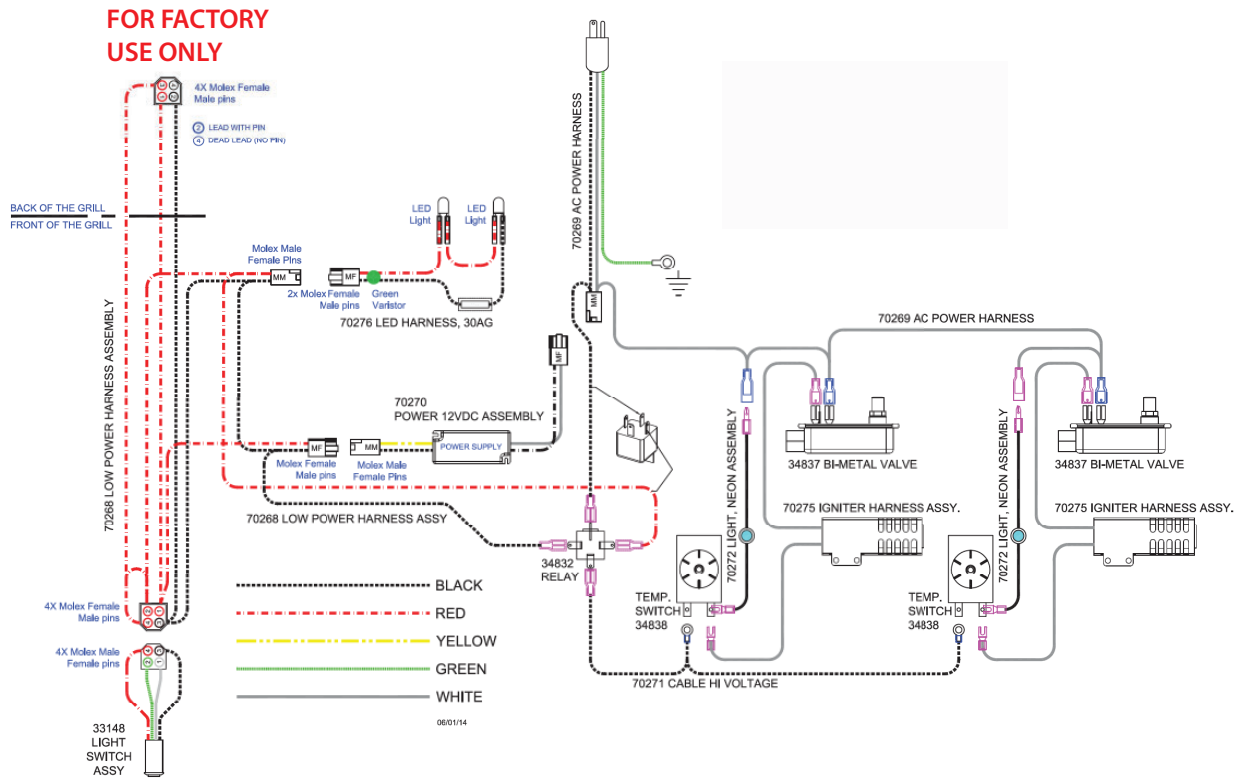 FOR FACTORY
USE ONLY
4X Molex Female
Male pins
2 LEAD WITH PIN
4 DEAD LEAD (NO PIN)
BACK OF THE GRILL
FRONT OF THE GRILL
70268 LOW POWER HARNESS ASSEMBLY
Molex Male
Female PIns
MM
MF
2x Molex Female
Male pins
Green
Varistor
LED
Light
LED
Light
70276 LED HARNESS, 30AG
70269 AC POWER HARNESS
MM
70269 AC POWER HARNESS
MF
70270
POWER 12VDC ASSEMBLY
POWER SUPPLY
MF
MM
Molex Female
Male pins
Molex Male
Female Pins
70268 LOW POWER HARNESS ASSY
34832
RELAY
34837 BI-METAL VALVE
34837 BI-METAL VALVE
70272 LIGHT, NEON ASSEMBLY
70272 LIGHT, NEON ASSEMBLY
70275 IGNITER HARNESS ASSY.
70275 IGNITER HARNESS ASSY.
TEMP.
SWITCH
34838
TEMP.
SWITCH
34838
70271 CABLE HI VOLTAGE
BLACK
RED
YELLOW
GREEN
WHITE
06/01/14
4X Molex Female
Male pins
4X Molex Male
Female pins
33148
LIGHT
SWITCH
ASSY